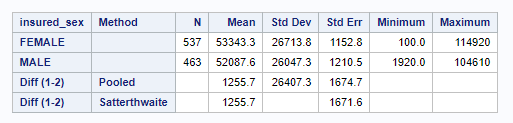 insured_sex Method N Mean Std Dev Std Err Minimum Maximum
FEMALE 537 53343.3 26713.8 1152.8 100.0 114920
MALE 463 52087.6 26047.3 1210.5 1920.0 104610
Diff (1-2) Pooled 1255.7 26407.3 1674.7
Diff (1-2) Satterthwaite 1255.7 1671.6